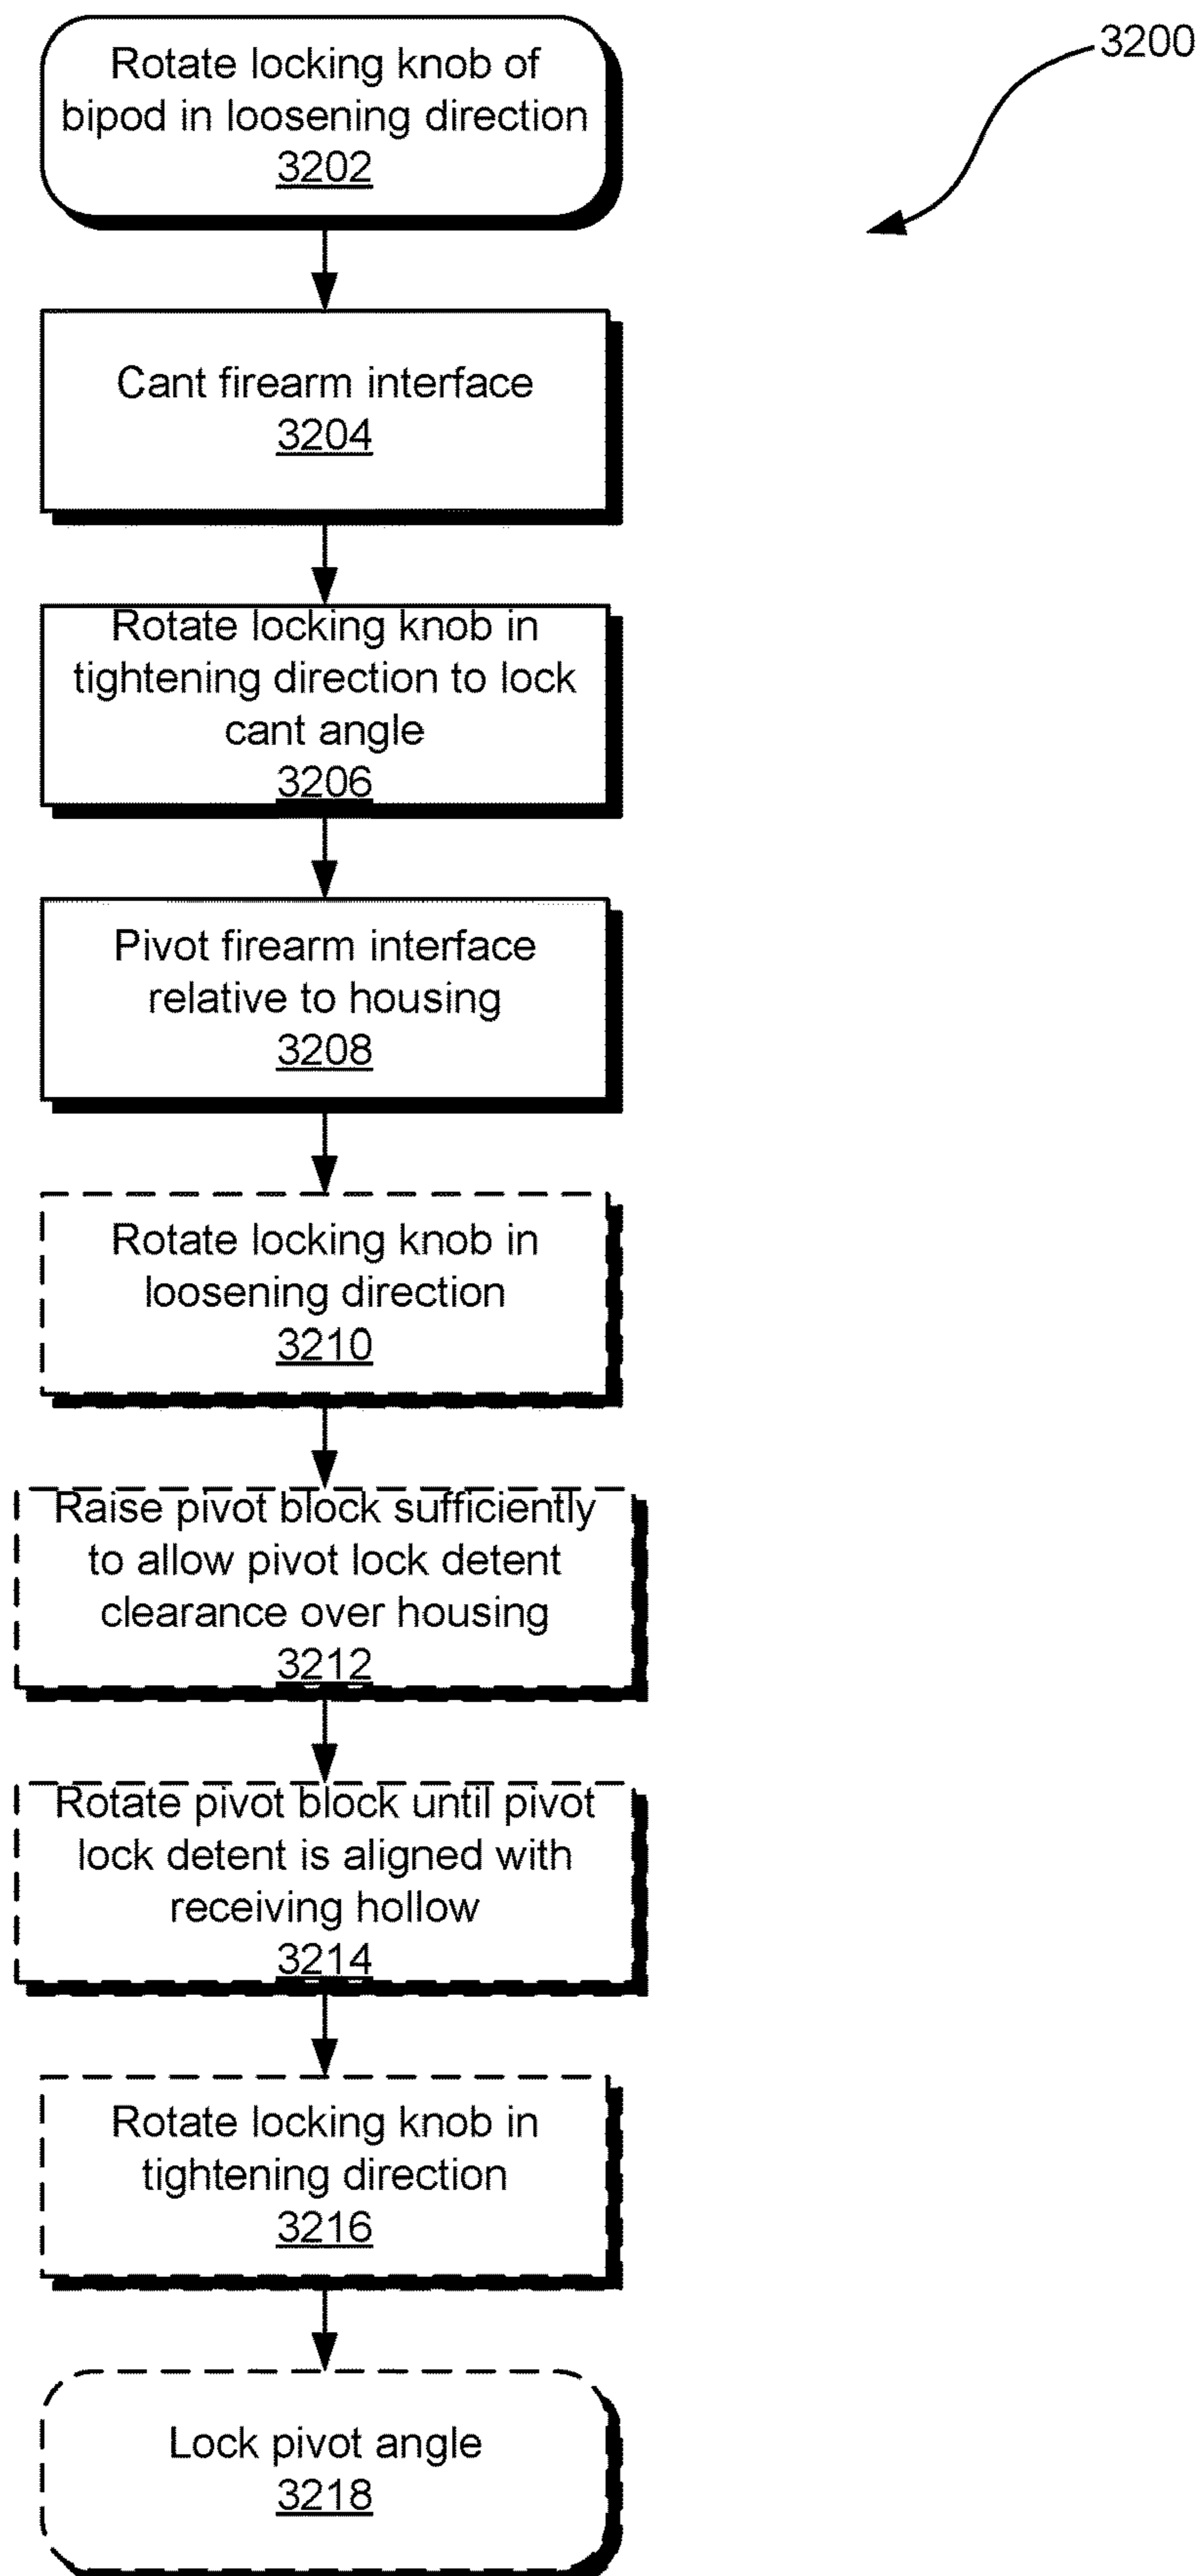 3200
Rotate locking knob of
bipod in loosening direction
3202
Cant firearm interface
3204
Rotate locking knob in
tightening direction to lock
cant angle
3206
Pivot firearm interface
relative to housing
3208
Rotate locking knob in
loosening direction
3210
Raise pivot block sufficiently
to allow pivot lock detent
clearance over housing
3212
Rotate pivot block until pivot
lock detent is aligned with
receiving hollow
3214
Rotate locking knob in
tightening direction
3216
Lock pivot angle
3218